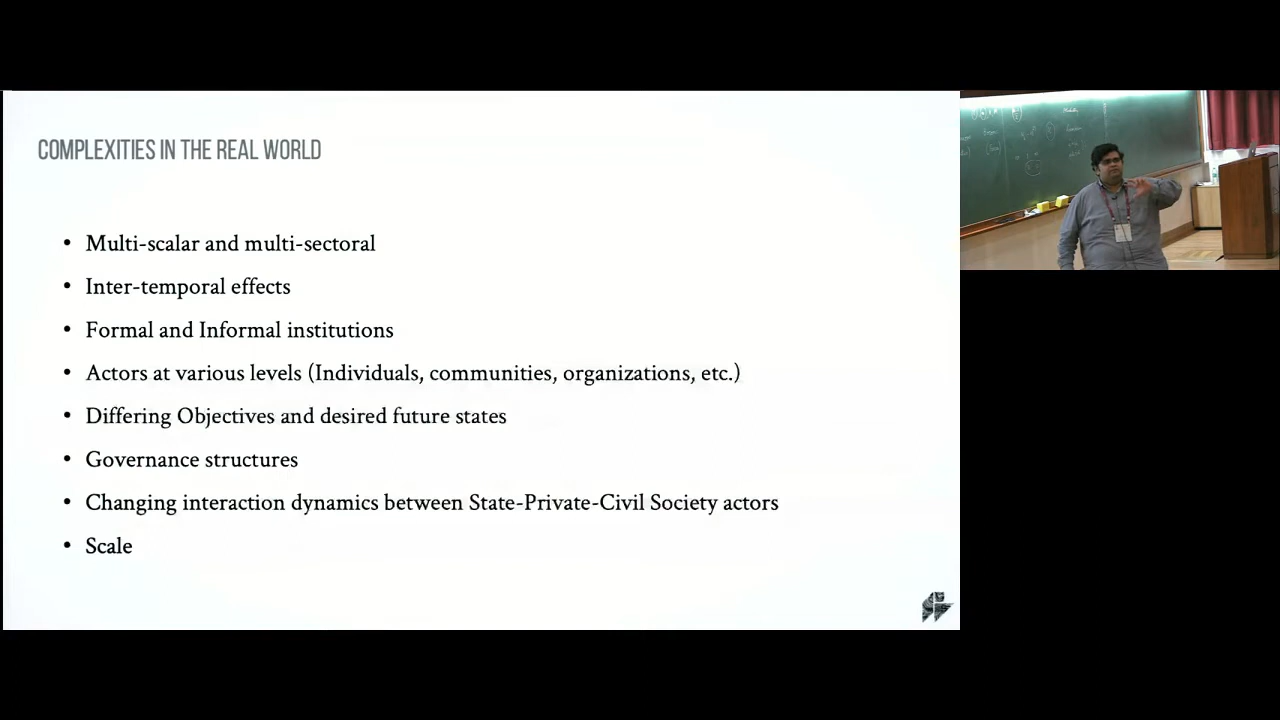 COMPLEXITIES IN THE REAL WORLD
• Multi-scalar and multi-sectoral
• Inter-temporal effects
• Formal and Informal institutions
• Actors at various levels (Individuals, communities, organizations, etc.)
• Differing Objectives and desired future states
• Governance structures
• Changing interaction dynamics between State-Private-Civil Society actors
• Scale